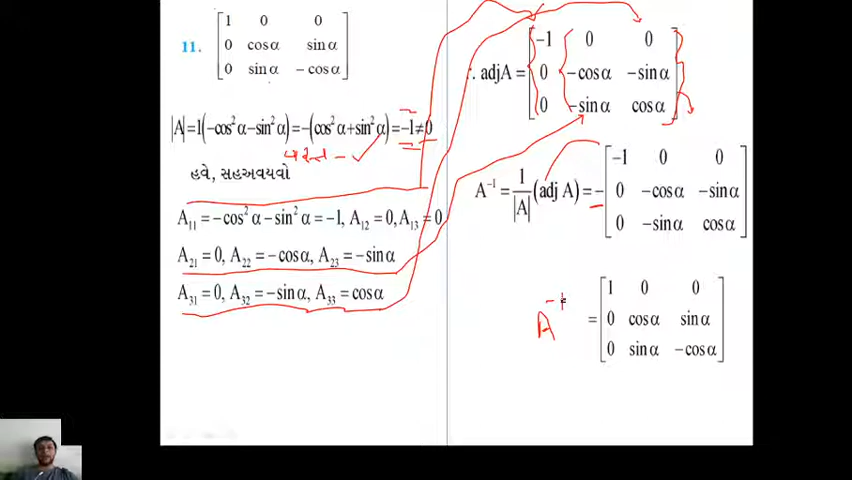 11. [1 0 0
0 cosα sinα
0 sinα −cosα]
|A|=1(−cos²α−sin²α)=−(cos²α+sin²α)=−1≠0
હવે, સહઅવયવો
A₁₁=−cos²α−sin²α=−1, A₁₂=0, A₁₃=0
A₂₁=0, A₂₂=−cosα, A₂₃=−sinα
A₃₁=0, A₃₂=−sinα, A₃₃=cosα
∴ adjA = [−1 0 0
0 −cosα −sinα
0 −sinα cosα]
A⁻¹=1/|A|(adj A)=−[−1 0 0
0 −cosα −sinα
0 −sinα cosα]
A⁻¹ = [1 0 0
0 cosα sinα
0 sinα −cosα]